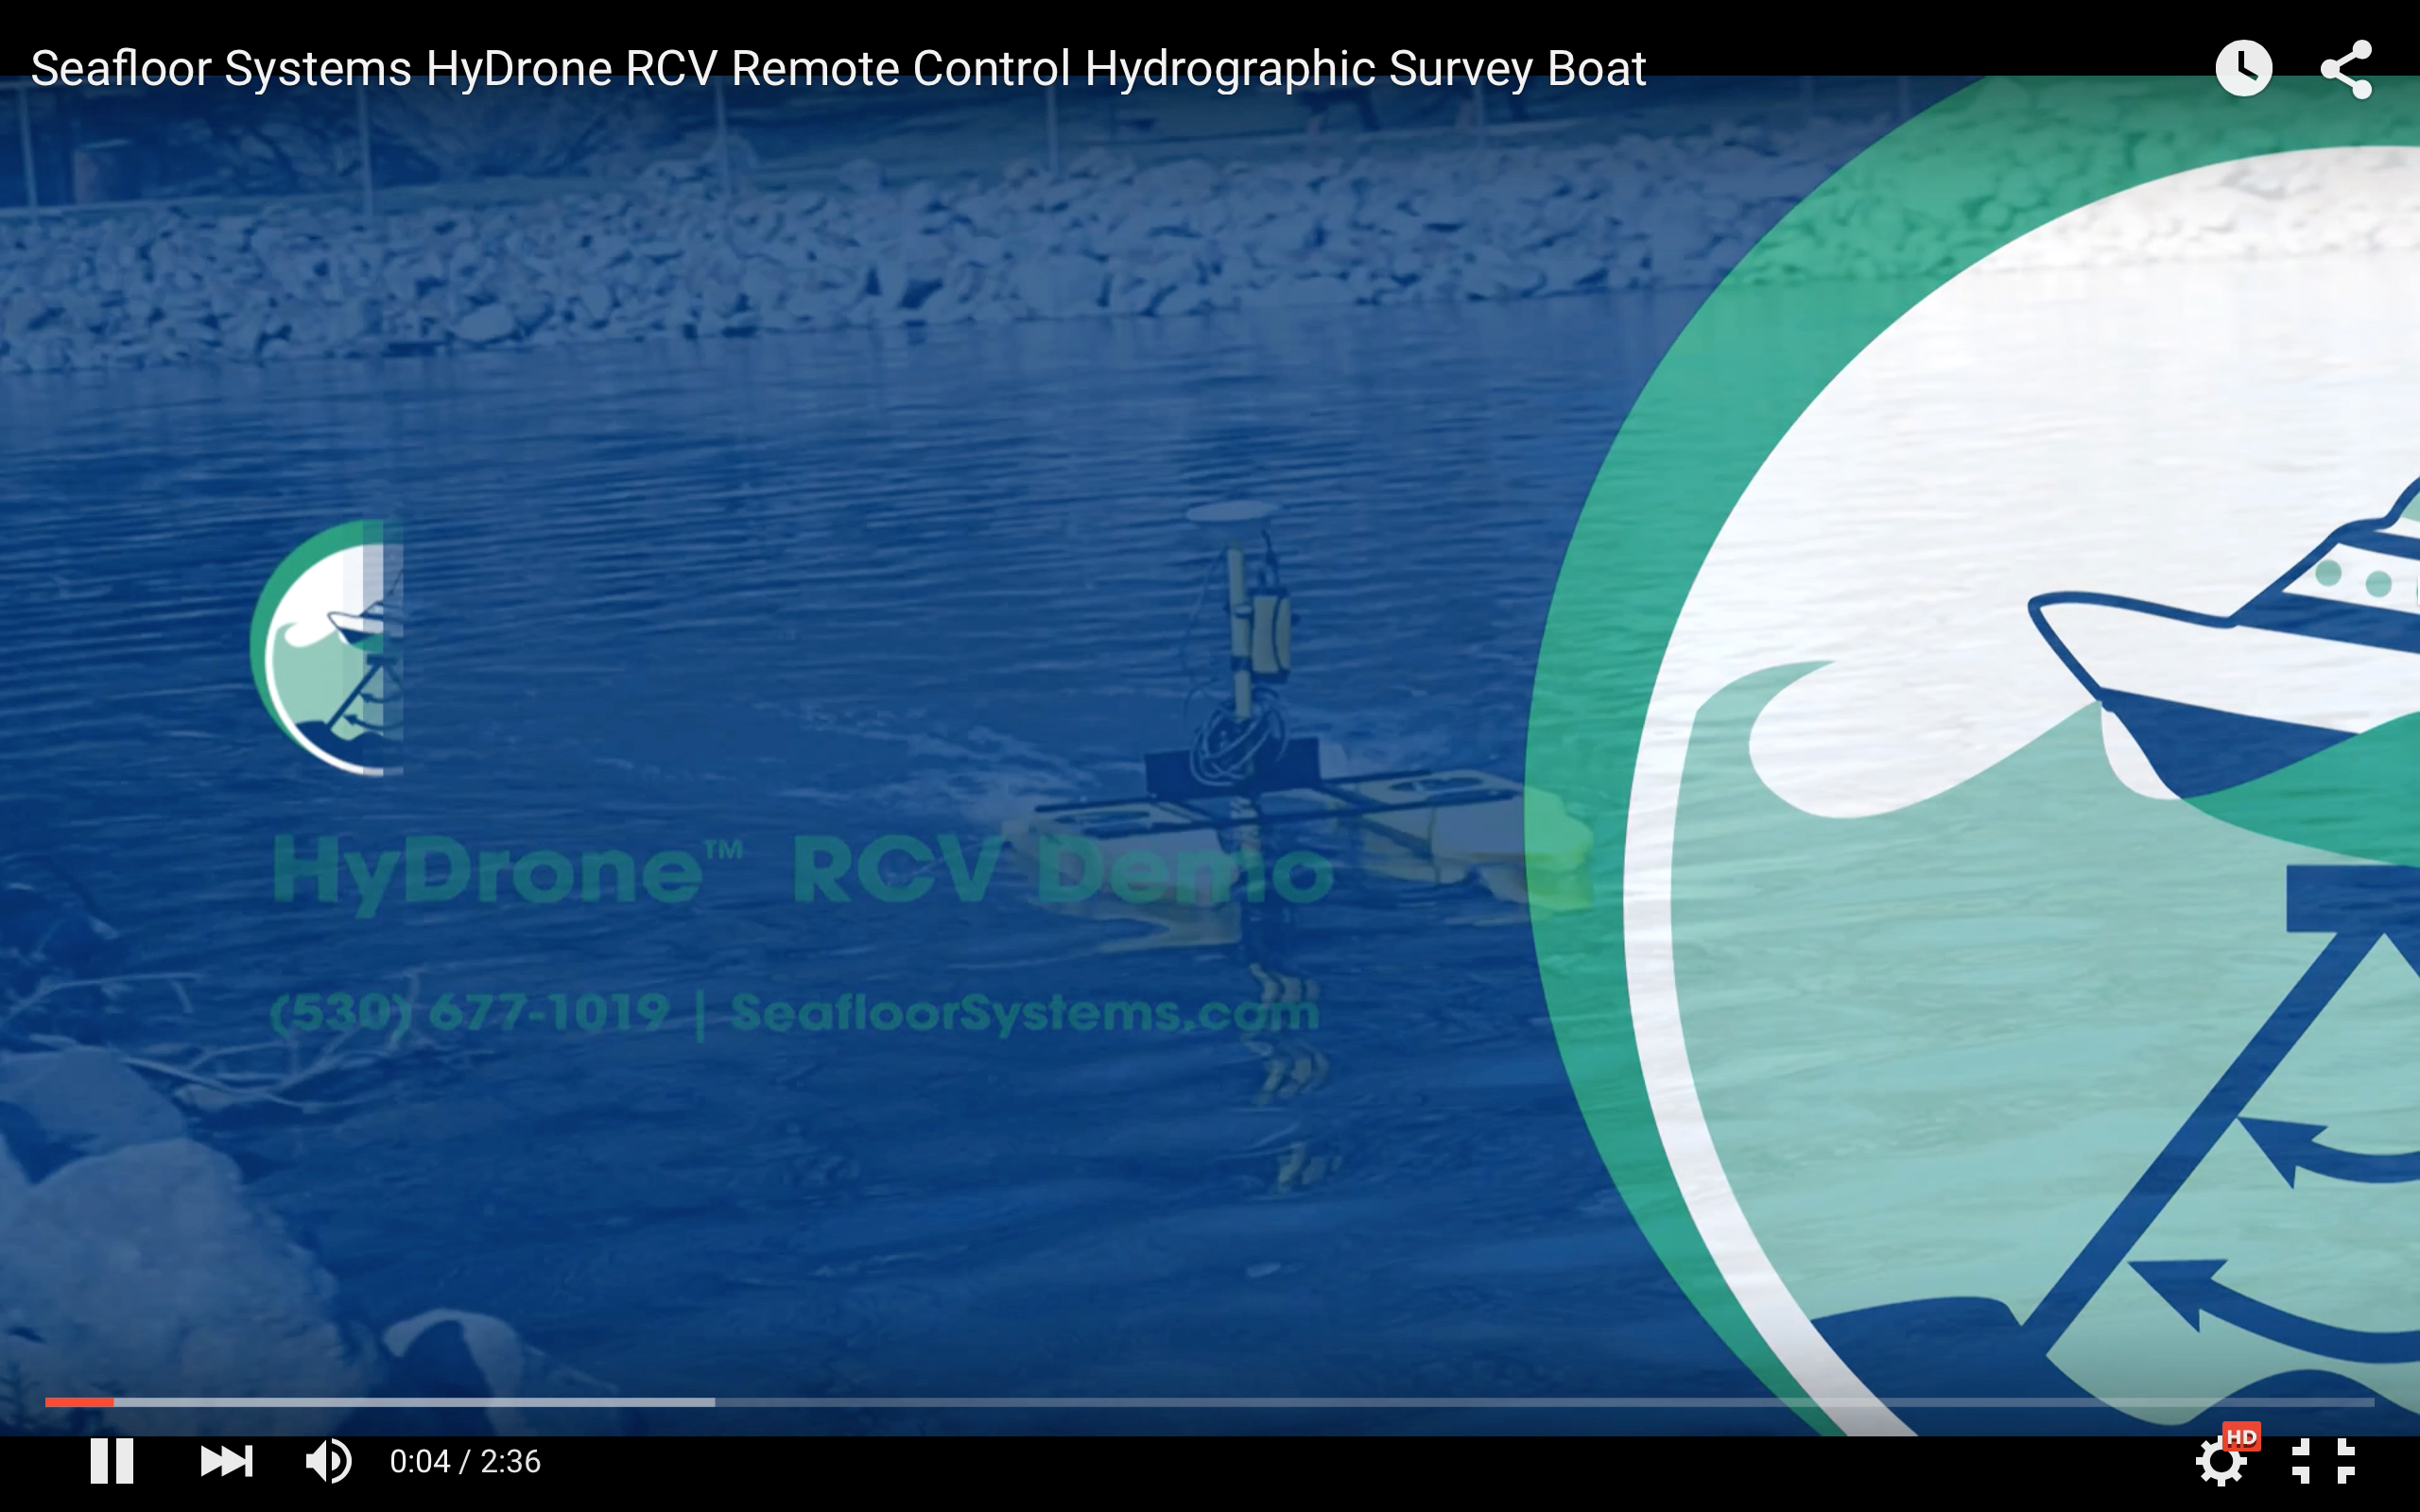 Seafloor Systems HyDrone RCV Remote Control Hydrographic Survey Boat
HyDrone™ RCV Demo
(530) 677-1019 | SeafloorSystems.com
0:04 / 2:36
HD